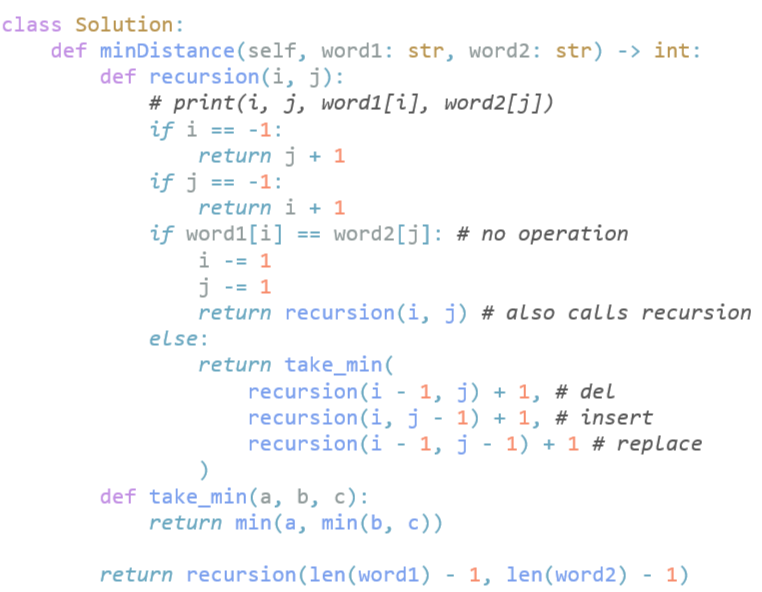 class Solution:
    def minDistance(self, word1: str, word2: str) -> int:
        def recursion(i, j):
            # print(i, j, word1[i], word2[j])
            if i == -1:
                return j + 1
            if j == -1:
                return i + 1
            if word1[i] == word2[j]: # no operation
                i -= 1
                j -= 1
                return recursion(i, j) # also calls recursion
            else:
                return take_min(
                    recursion(i - 1, j) + 1, # del
                    recursion(i, j - 1) + 1, # insert
                    recursion(i - 1, j - 1) + 1 # replace
                )
        def take_min(a, b, c):
            return min(a, min(b, c))

        return recursion(len(word1) - 1, len(word2) - 1)